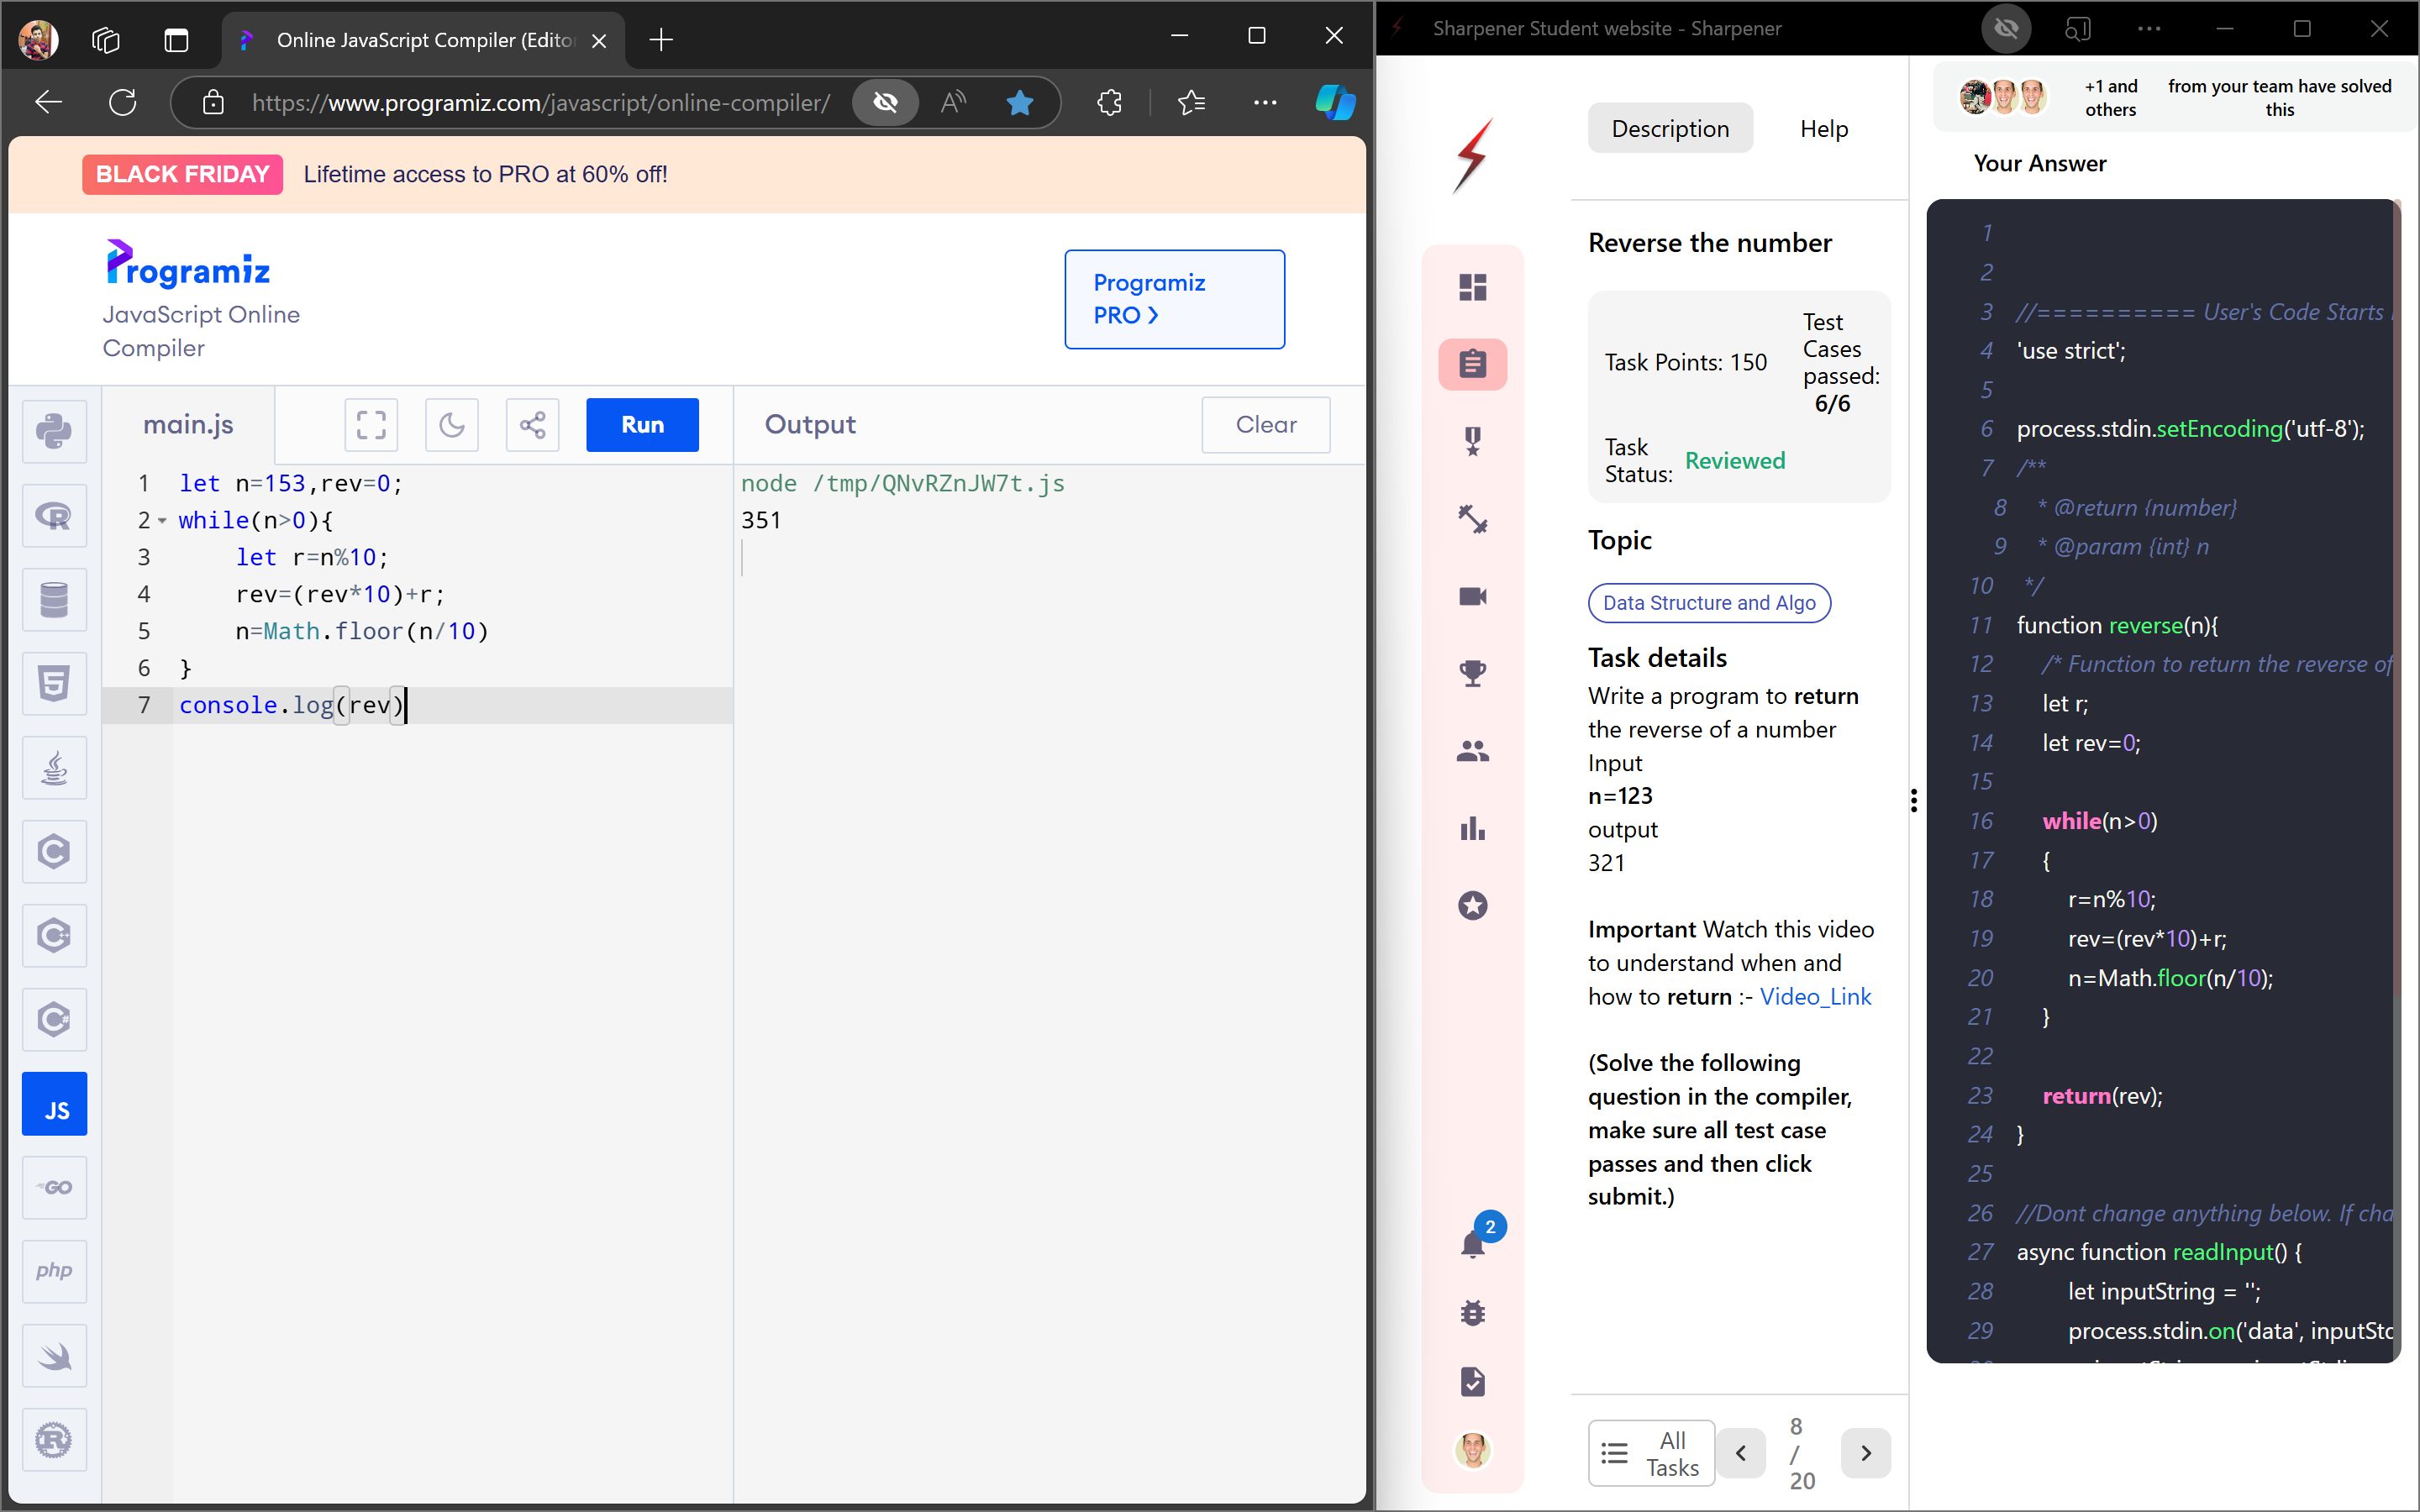 Online JavaScript Compiler (Editor
https://www.programiz.com/javascript/online-compiler/
BLACK FRIDAY Lifetime access to PRO at 60% off!
Programiz
JavaScript Online
Compiler
Programiz
PRO
main.js
Run
Output
Clear
1 let n=153,rev=0;
2 while(n>0){
3 let r=n%10;
4 rev=(rev*10)+r;
5 n=Math.floor(n/10)
6 }
7 console.log(rev)
node /tmp/QNvRZnJW7t.js
351
JS
GO
php
Sharpener Student website - Sharpener
Description
Help
Reverse the number
Task Points: 150
Test
Cases
passed:
6/6
Task
Status:
Reviewed
Topic
Data Structure and Algo
Task details
Write a program to return
the reverse of a number
Input
n=123
output
321
Important Watch this video
to understand when and
how to return :- Video_Link
(Solve the following
question in the compiler,
make sure all test case
passes and then click
submit.)
2
All
Tasks
8
/
20
+1 and
others
from your team have solved
this
Your Answer
1
2
3 //========== User's Code Starts
4 'use strict';
5
6 process.stdin.setEncoding('utf-8');
7 /**
8 * @return {number}
9 * @param {int} n
10 */
11 function reverse(n){
12 /* Function to return the reverse of
13 let r;
14 let rev=0;
15
16 while(n>0)
17 {
18 r=n%10;
19 rev=(rev*10)+r;
20 n=Math.floor(n/10);
21 }
22
23 return(rev);
24 }
25
26 //Dont change anything below. If cha
27 async function readInput() {
28 let inputString = '';
29 process.stdin.on('data', inputStd